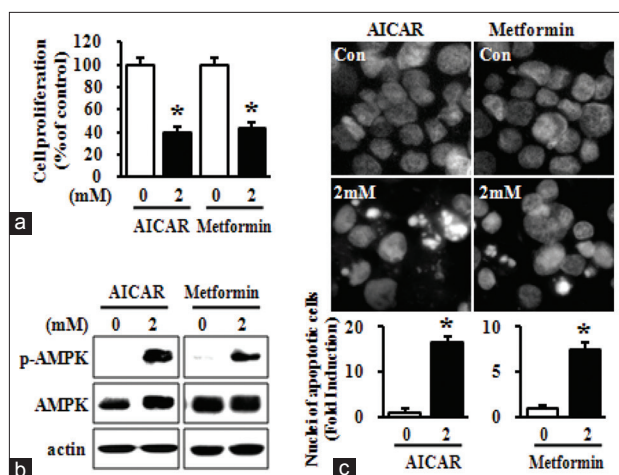 120
100
80
60
40
20
0
Cell proliferation
(% of control)
* *
(mM) 0 2 0 2
AICAR Metformin
a
AICAR Metformin
(mM) 0 2 0 2
p-AMPK
AMPK
actin
b
AICAR Metformin
Con Con
2mM 2mM
Nuclei of apoptotic cells
(Fold Induction)
20
10
0
*
0 2
AICAR
10
5
0
*
0 2
Metformin
c